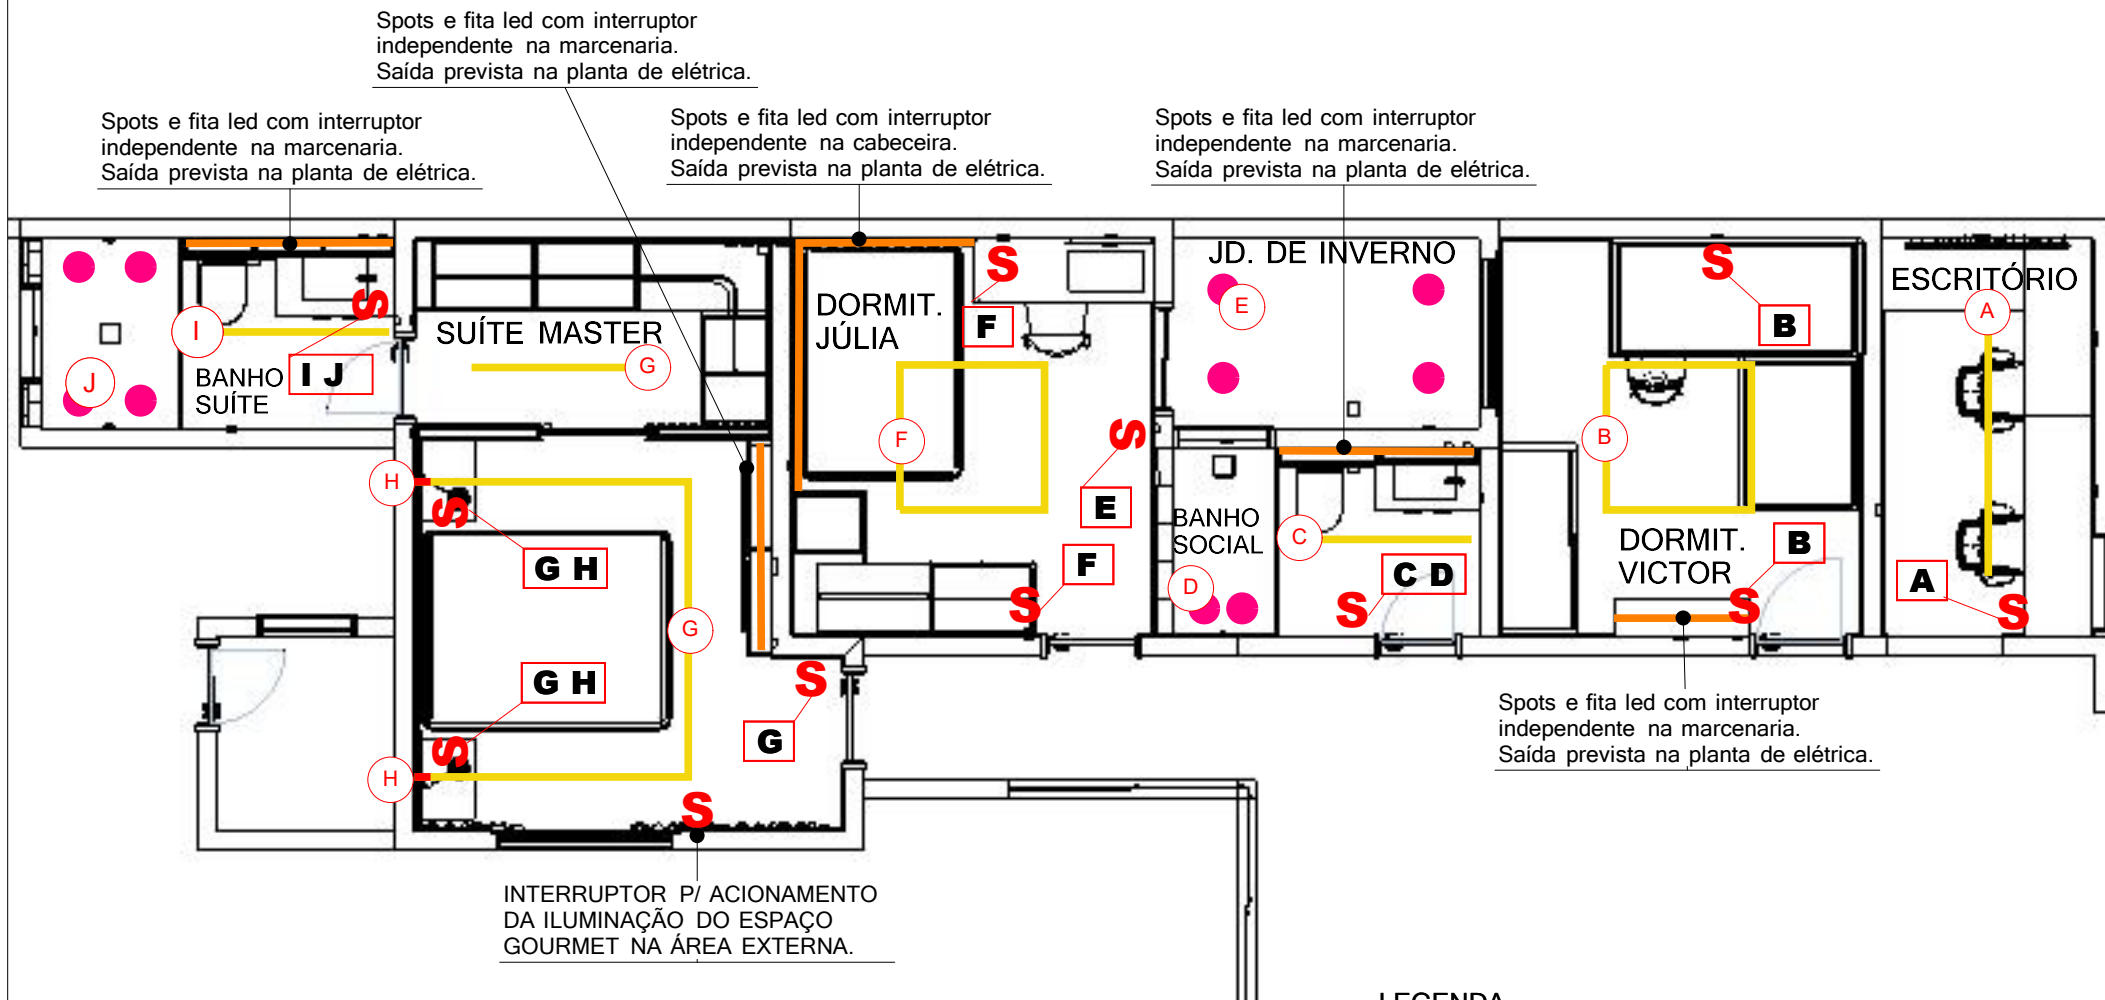 Spots e fita led com interruptor
independente na marcenaria.
Saída prevista na planta de elétrica.
Spots e fita led com interruptor
independente na marcenaria.
Saída prevista na planta de elétrica.
Spots e fita led com interruptor
independente na cabeceira.
Saída prevista na planta de elétrica.
Spots e fita led com interruptor
independente na marcenaria.
Saída prevista na planta de elétrica.
JD. DE INVERNO
S
S
ESCRITÓRIO
DORMIT.
JÚLIA
S
E
A
SUÍTE MASTER
I
F
B
G
BANHO
SUÍTE
I J
J
S
F
B
H
S
E
BANHO
SOCIAL
C
DORMIT.
VICTOR
B
G H
F
C D
A
D
S
S
S
S
G
G H
S
G
S
H
S
Spots e fita led com interruptor
independente na marcenaria.
Saída prevista na planta de elétrica.
INTERRUPTOR P/ ACIONAMENTO
DA ILUMINAÇÃO DO ESPAÇO
GOURMET NA ÁREA EXTERNA.
LEGENDA